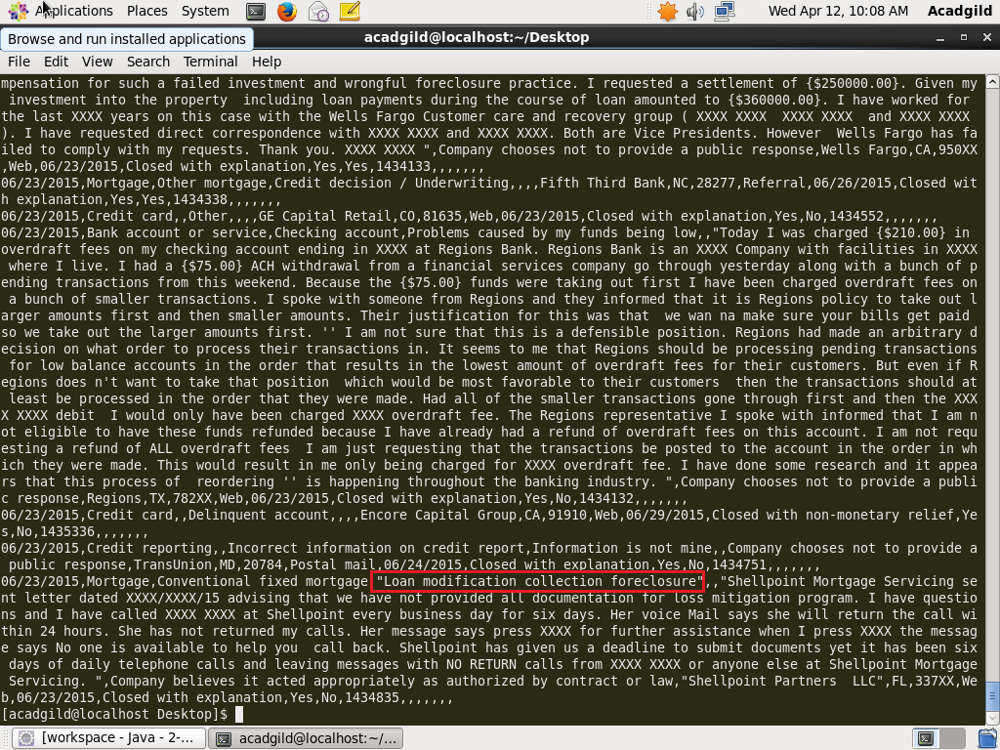 Applications Places System Wed Apr 12, 10:08 AM Acadgild
Browse and run installed applications
acadgild@localhost:~/Desktop
File Edit View Search Terminal Help
mpensation for such a failed investment and wrongful foreclosure practice. I requested a settlement of {$250000.00}. Given my
 investment into the property  including loan payments during the course of loan amounted to {$360000.00}. I have worked for
the last XXXX years on this case with the Wells Fargo Customer care and recovery group ( XXXX XXXX  XXXX XXXX  and XXXX XXXX
). I have requested direct correspondence with XXXX XXXX and XXXX XXXX. Both are Vice Presidents. However  Wells Fargo has fa
iled to comply with my requests. Thank you. XXXX XXXX ",Company chooses not to provide a public response,Wells Fargo,CA,950XX
,Web,06/23/2015,Closed with explanation,Yes,Yes,1434133,,,,,,,
06/23/2015,Mortgage,Other mortgage,Credit decision / Underwriting,,,,Fifth Third Bank,NC,28277,Referral,06/26/2015,Closed wit
h explanation,Yes,Yes,1434338,,,,,,,
06/23/2015,Credit card,,Other,,,,GE Capital Retail,CO,81635,Web,06/23/2015,Closed with explanation,Yes,No,1434552,,,,,,,
06/23/2015,Bank account or service,Checking account,Problems caused by my funds being low,,"Today I was charged {$210.00} in
overdraft fees on my checking account ending in XXXX at Regions Bank. Regions Bank is an XXXX Company with facilities in XXXX
 where I live. I had a {$75.00} ACH withdrawal from a financial services company go through yesterday along with a bunch of p
ending transactions from this weekend. Because the {$75.00} funds were taking out first I have been charged overdraft fees on
 a bunch of smaller transactions. I spoke with someone from Regions and they informed that it is Regions policy to take out l
arger amounts first and then smaller amounts. Their justification for this was that  we wan na make sure your bills get paid
so we take out the larger amounts first. '' I am not sure that this is a defensible position. Regions had made an arbitrary d
ecision on what order to process their transactions in. It seems to me that Regions should be processing pending transactions
 for low balance accounts in the order that results in the lowest amount of overdraft fees for their customers. But even if R
egions does n't want to take that position  which would be most favorable to their customers  then the transactions should at
 least be processed in the order that they were made. Had all of the smaller transactions gone through first and then the XXX
X XXXX debit  I would only have been charged XXXX overdraft fee. The Regions representative I spoke with informed that I am n
ot eligible to have these funds refunded because I have already had a refund of overdraft fees on this account. I am not requ
esting a refund of ALL overdraft fees  I am just requesting that the transactions be posted to the account in the order in wh
ich they were made. This would result in me only being charged for XXXX overdraft fee. I have done some research and it appea
rs that this process of  reordering '' is happening throughout the banking industry. ",Company chooses not to provide a publi
c response,Regions,TX,782XX,Web,06/23/2015,Closed with explanation,Yes,No,1434132,,,,,,,
06/23/2015,Credit card,,Delinquent account,,,,Encore Capital Group,CA,91910,Web,06/29/2015,Closed with non-monetary relief,Ye
s,No,1435336,,,,,,,
06/23/2015,Credit reporting,,Incorrect information on credit report,Information is not mine,,Company chooses not to provide a
 public response,TransUnion,MD,20784,Postal mail,06/24/2015,Closed with explanation,Yes,No,1434751,,,,,,,
06/23/2015,Mortgage,Conventional fixed mortgage,"Loan modification collection foreclosure",,"Shellpoint Mortgage Servicing se
nt letter dated XXXX/XXXX/15 advising that we have not provided all documentation for loss mitigation program. I have questio
ns and I have called XXXX XXXX at Shellpoint every business day for six days. Her voice Mail says she will return the call wi
thin 24 hours. She has not returned my calls. Her message says press XXXX for further assistance when I press XXXX the messag
e says No one is available to help you  call back. Shellpoint has given us a deadline to submit documents yet it has been six
 days of daily telephone calls and leaving messages with NO RETURN calls from XXXX XXXX or anyone else at Shellpoint Mortgage
 Servicing. ",Company believes it acted appropriately as authorized by contract or law,"Shellpoint Partners  LLC",FL,337XX,We
b,06/23/2015,Closed with explanation,Yes,No,1434835,,,,,,,
[acadgild@localhost Desktop]$
[workspace - Java - 2-... acadgild@localhost:~/...